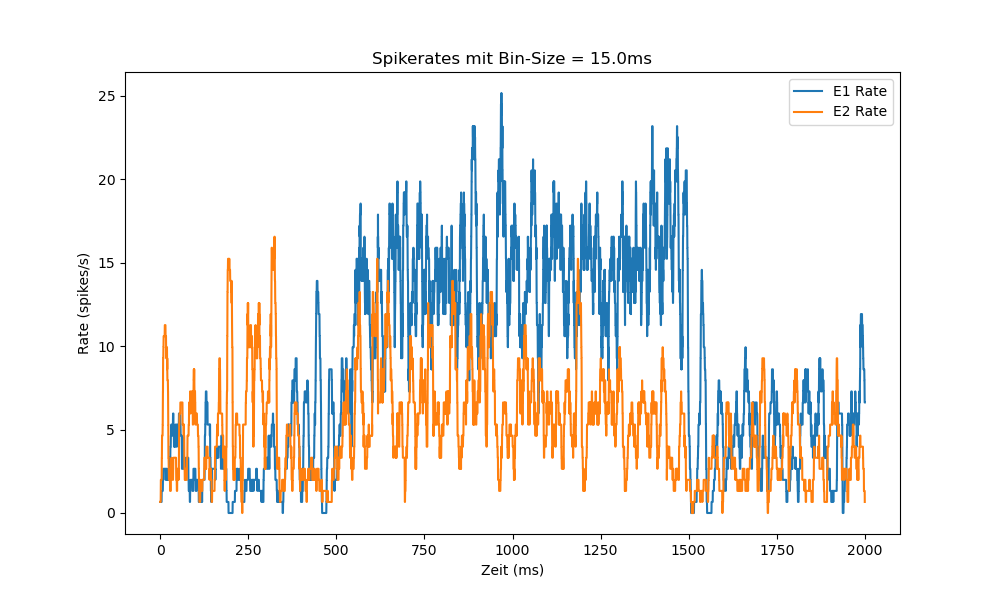 Spikerates mit Bin-Size = 15.0ms
E1 Rate
E2 Rate
25
20
15
10
5
0
Rate (spikes/s)
0 250 500 750 1000 1250 1500 1750 2000
Zeit (ms)